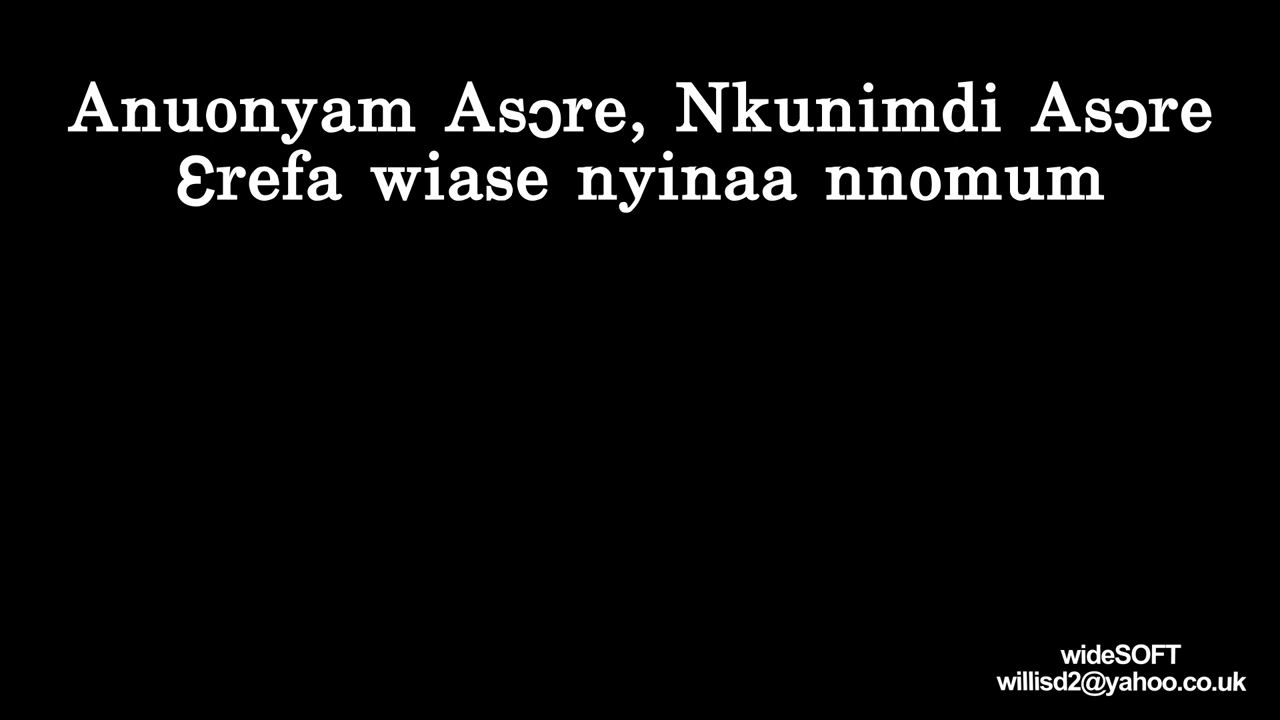 Anuonyam Asɔre, Nkunimdi Asɔre
Ɛrefa wiase nyinaa nnomum
wideSOFT
willisd2@yahoo.co.uk